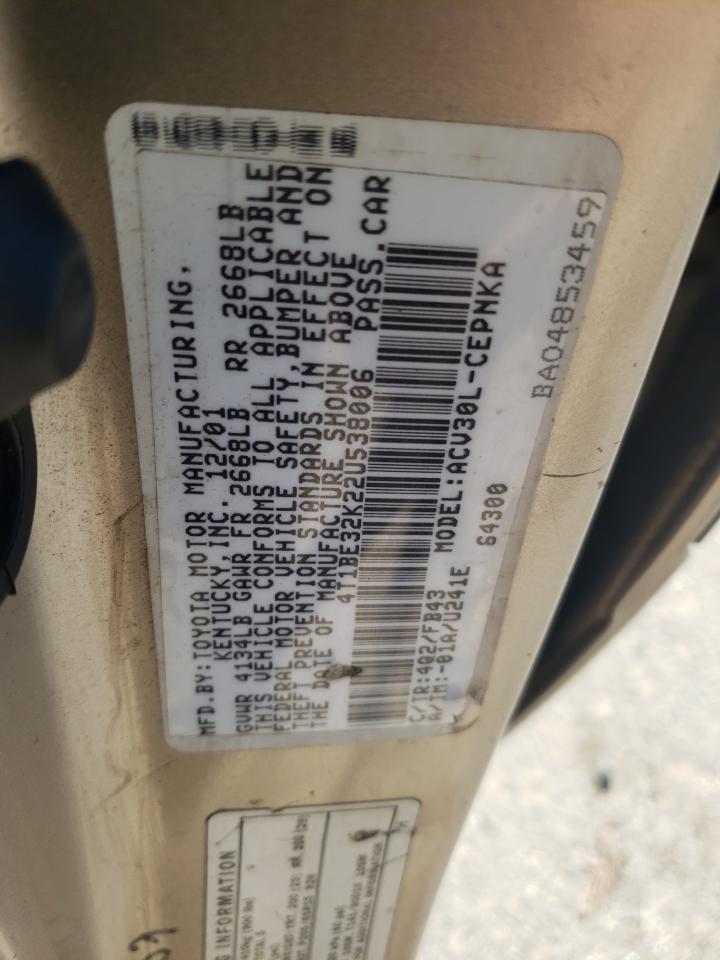 MFD. BY: TOYOTA MOTOR MANUFACTURING,
KENTUCKY, INC. 12/01
GVWR 4134LB GAWR FR 2668LB RR 2668LB
THIS VEHICLE CONFORMS TO ALL APPLICABLE
FEDERAL MOTOR VEHICLE SAFETY, BUMPER AND
THEFT PREVENTION STANDARDS IN EFFECT ON
THE DATE OF MANUFACTURE SHOWN ABOVE
4T1BE32K22U538006 PASS. CAR
C/TR:4Q2/FB43
A/TM:-01A/U241E MODEL:ACV30L-CEPNKA
64300
BA04853459
INFORMATION